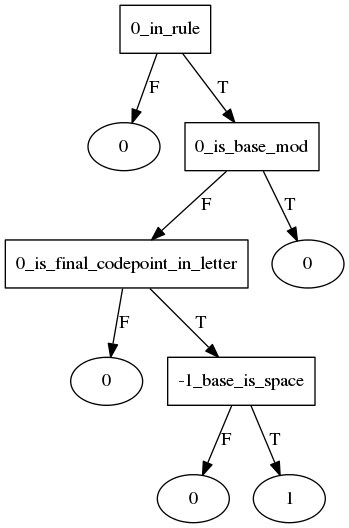 0_in_rule
F
T
0
0_is_base_mod
F
T
0_is_final_codepoint_in_letter
0
F
T
0
-1_base_is_space
F
T
0
1